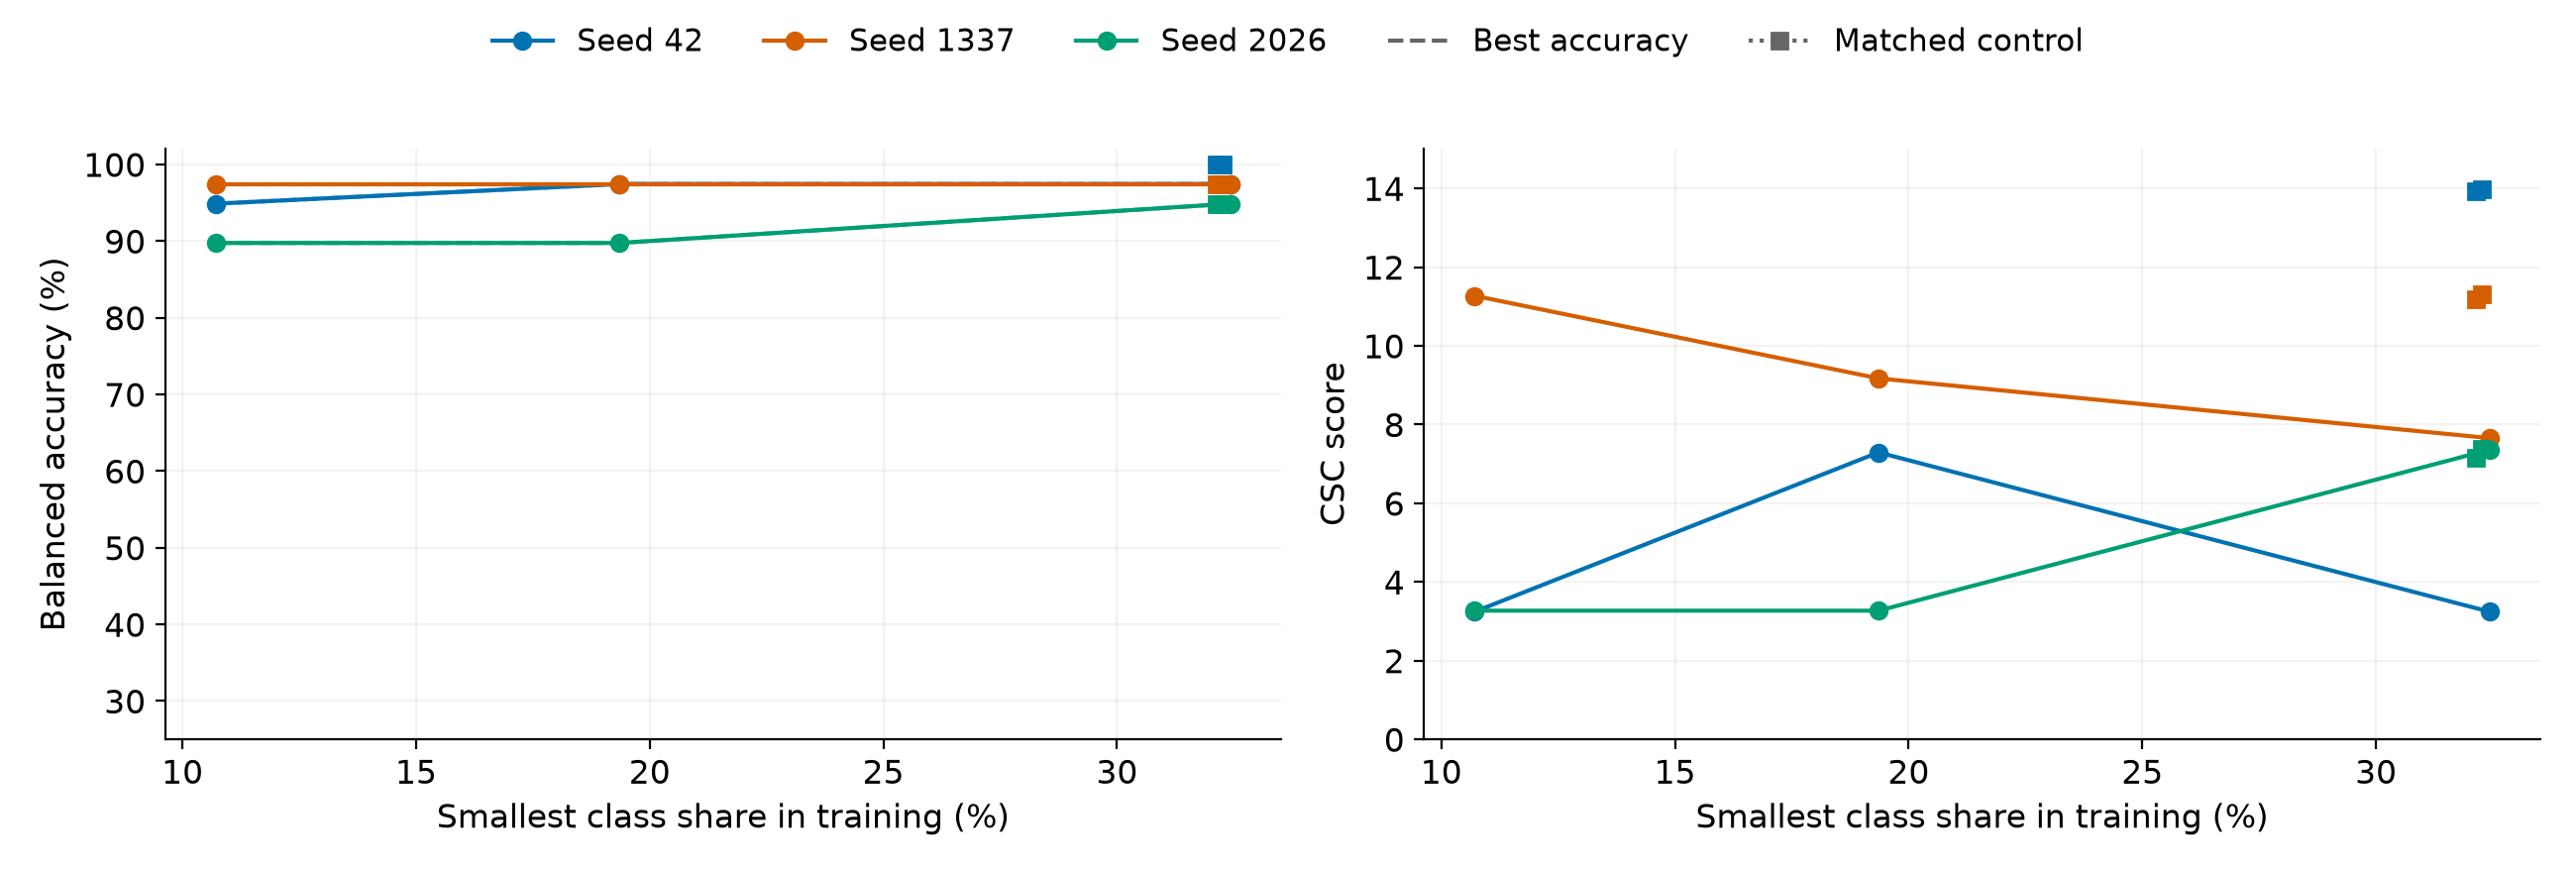 Seed 42 Seed 1337 Seed 2026 Best accuracy Matched control
Balanced accuracy (%)
100
90
80
70
60
50
40
30
10 15 20 25 30
Smallest class share in training (%)
CSC score
14
12
10
8
6
4
2
0
10 15 20 25 30
Smallest class share in training (%)